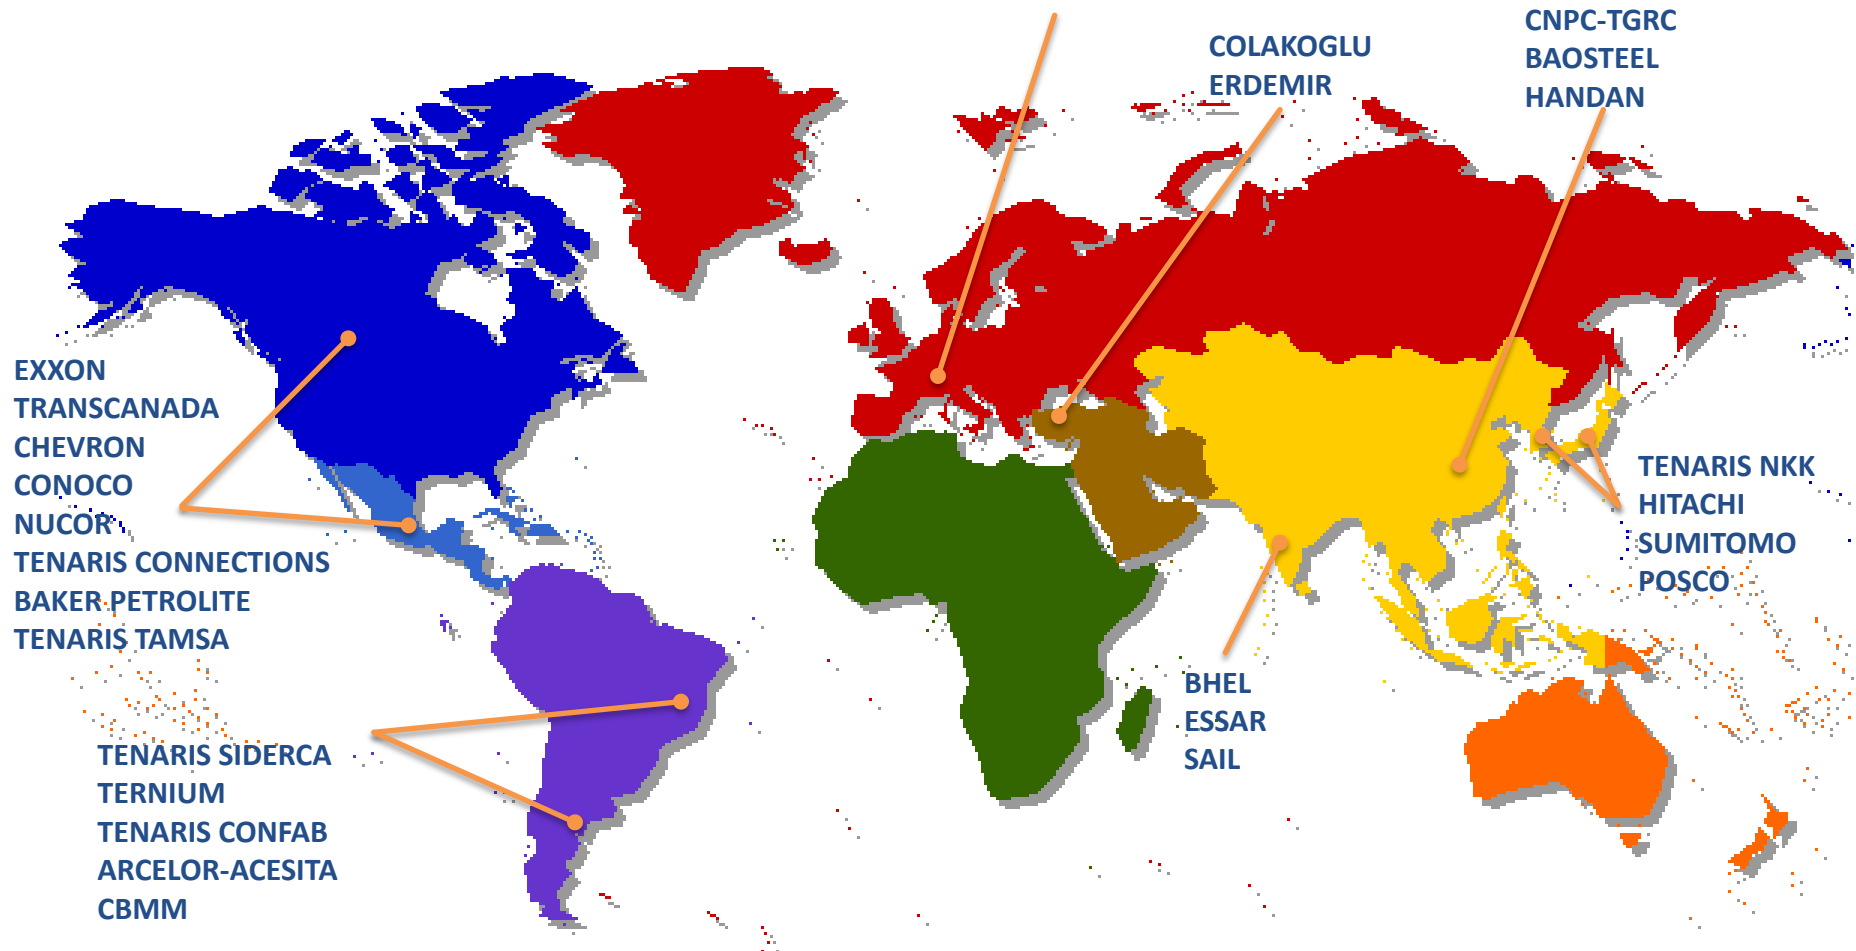 COLAKOGLU
ERDEMIR
CNPC-TGRC
BAOSTEEL
HANDAN
EXXON
TRANSCANADA
CHEVRON
CONOCO
NUCOR
TENARIS CONNECTIONS
BAKER PETROLITE
TENARIS TAMSA
TENARIS NKK
HITACHI
SUMITOMO
POSCO
BHEL
ESSAR
SAIL
TENARIS SIDERCA
TERNIUM
TENARIS CONFAB
ARCELOR-ACESITA
CBMM